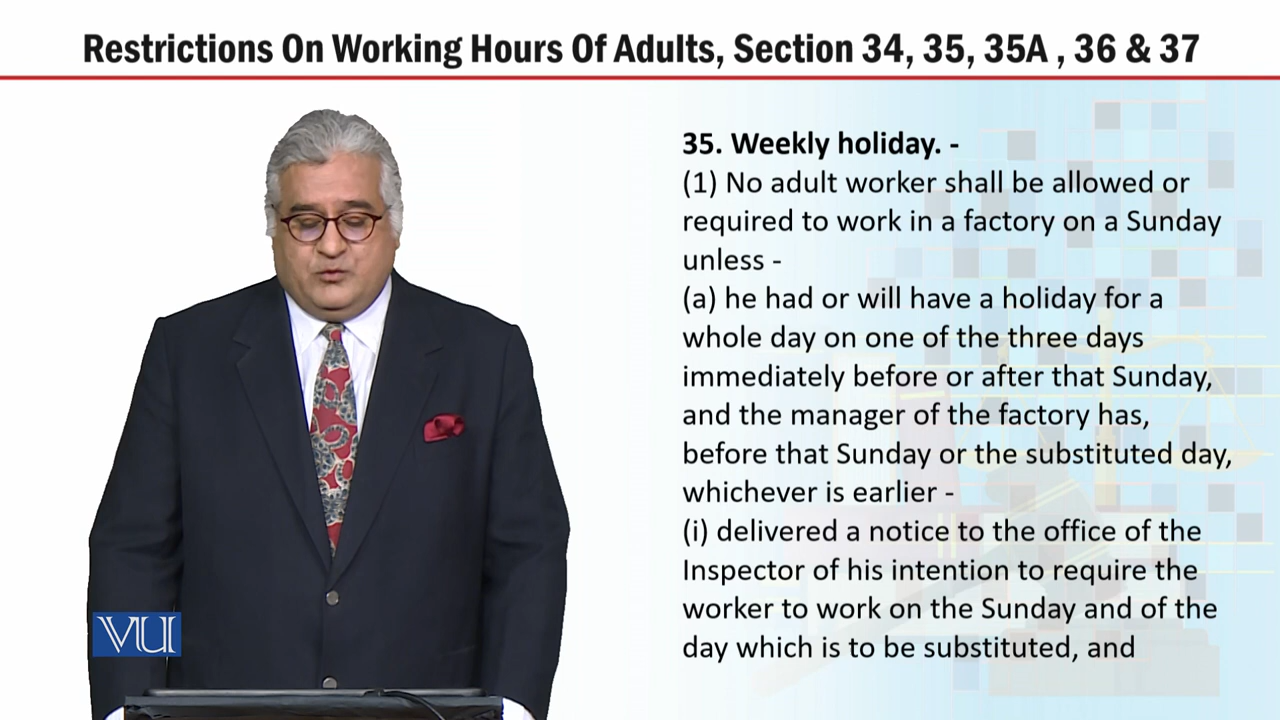 Restrictions On Working Hours Of Adults, Section 34, 35, 35A , 36 & 37
35. Weekly holiday. -
(1) No adult worker shall be allowed or
required to work in a factory on a Sunday
unless -
(a) he had or will have a holiday for a
whole day on one of the three days
immediately before or after that Sunday,
and the manager of the factory has,
before that Sunday or the substituted day,
whichever is earlier -
(i) delivered a notice to the office of the
Inspector of his intention to require the
worker to work on the Sunday and of the
day which is to be substituted, and
VU